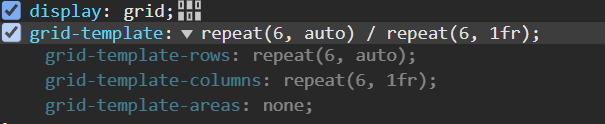 display: grid;
grid-template: repeat(6, auto) / repeat(6, 1fr);
grid-template-rows: repeat(6, auto);
grid-template-columns: repeat(6, 1fr);
grid-template-areas: none;